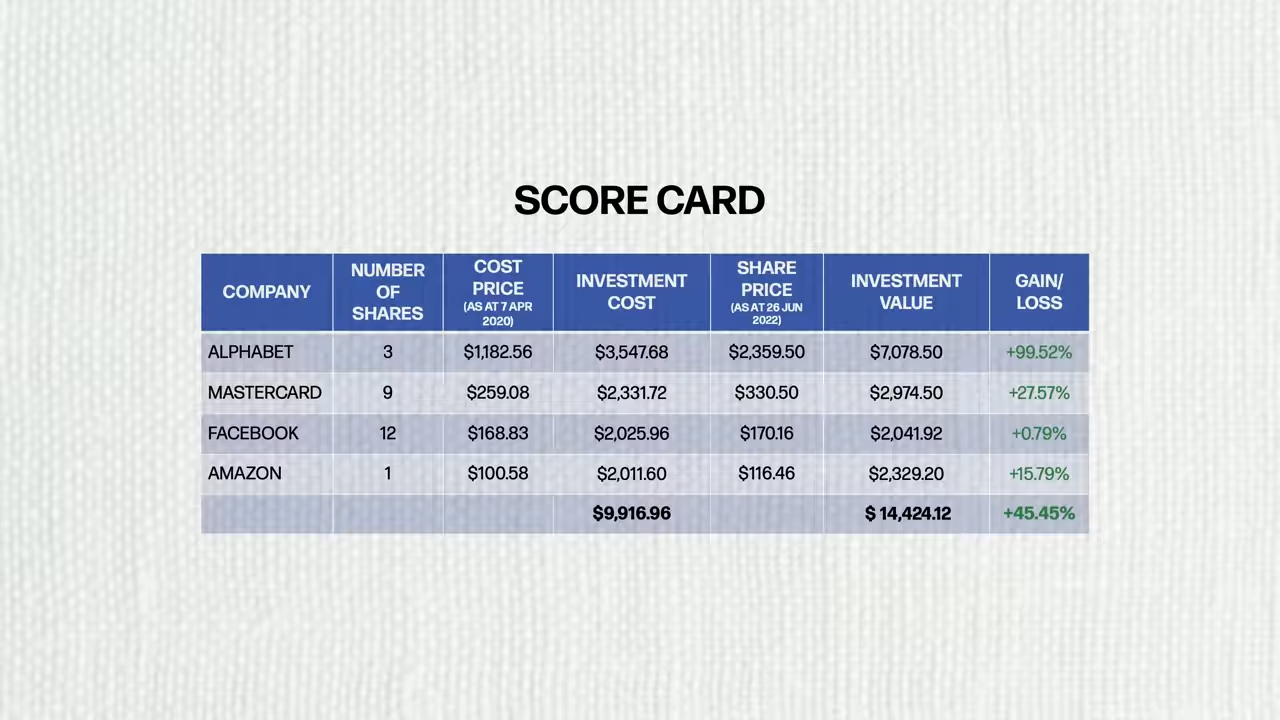 SCORE CARD
COMPANY
NUMBER
OF
SHARES
COST
PRICE
(AS AT 7 APR
2020)
INVESTMENT
COST
SHARE
PRICE
(AS AT 26 JUN
2022)
INVESTMENT
VALUE
GAIN/
LOSS
ALPHABET 3 $1,182.56 $3,547.68 $2,359.50 $7,078.50 +99.52%
MASTERCARD 9 $259.08 $2,331.72 $330.50 $2,974.50 +27.57%
FACEBOOK 12 $168.83 $2,025.96 $170.16 $2,041.92 +0.79%
AMAZON 1 $100.58 $2,011.60 $116.46 $2,329.20 +15.79%
$9,916.96 $ 14,424.12 +45.45%